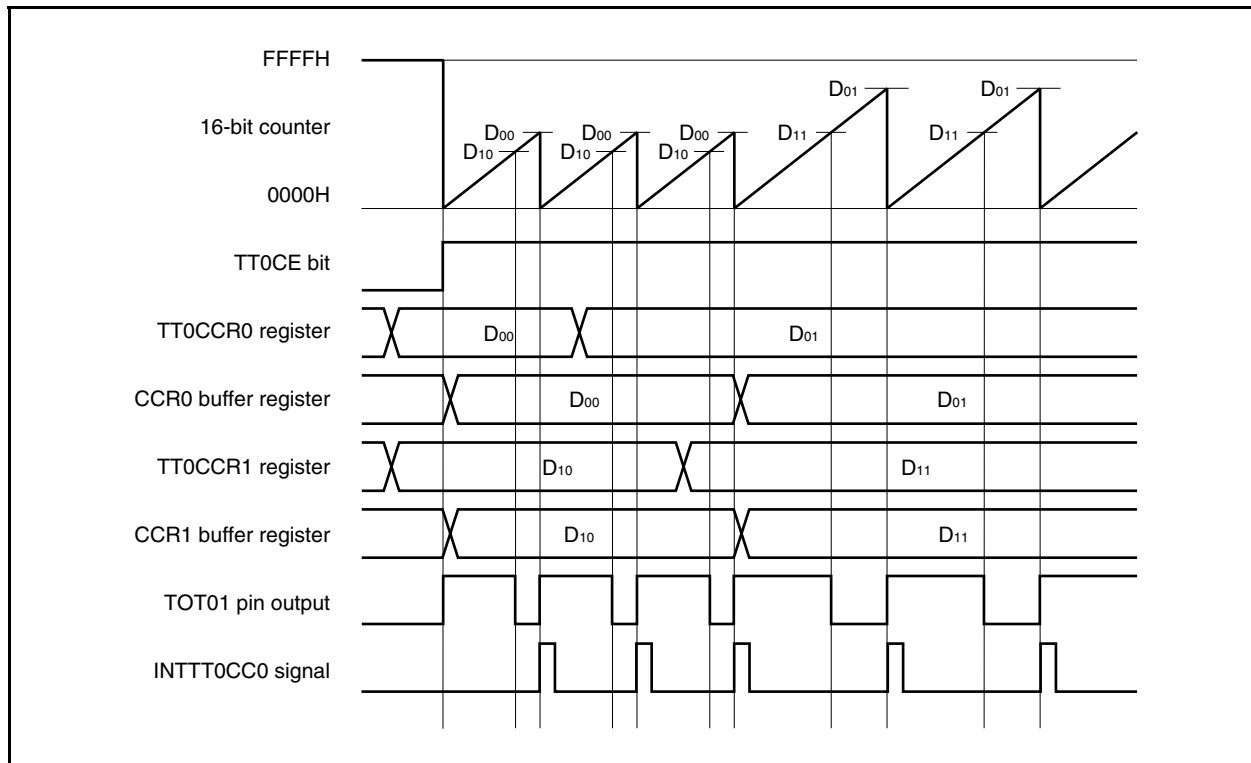 FFFFH
16-bit counter
0000H
D00 D00 D00 D01 D01
D10 D10 D10 D11 D11
TT0CE bit
TT0CCR0 register D00 D01
CCR0 buffer register D00 D01
TT0CCR1 register D10 D11
CCR1 buffer register D10 D11
TOT01 pin output
INTTT0CC0 signal